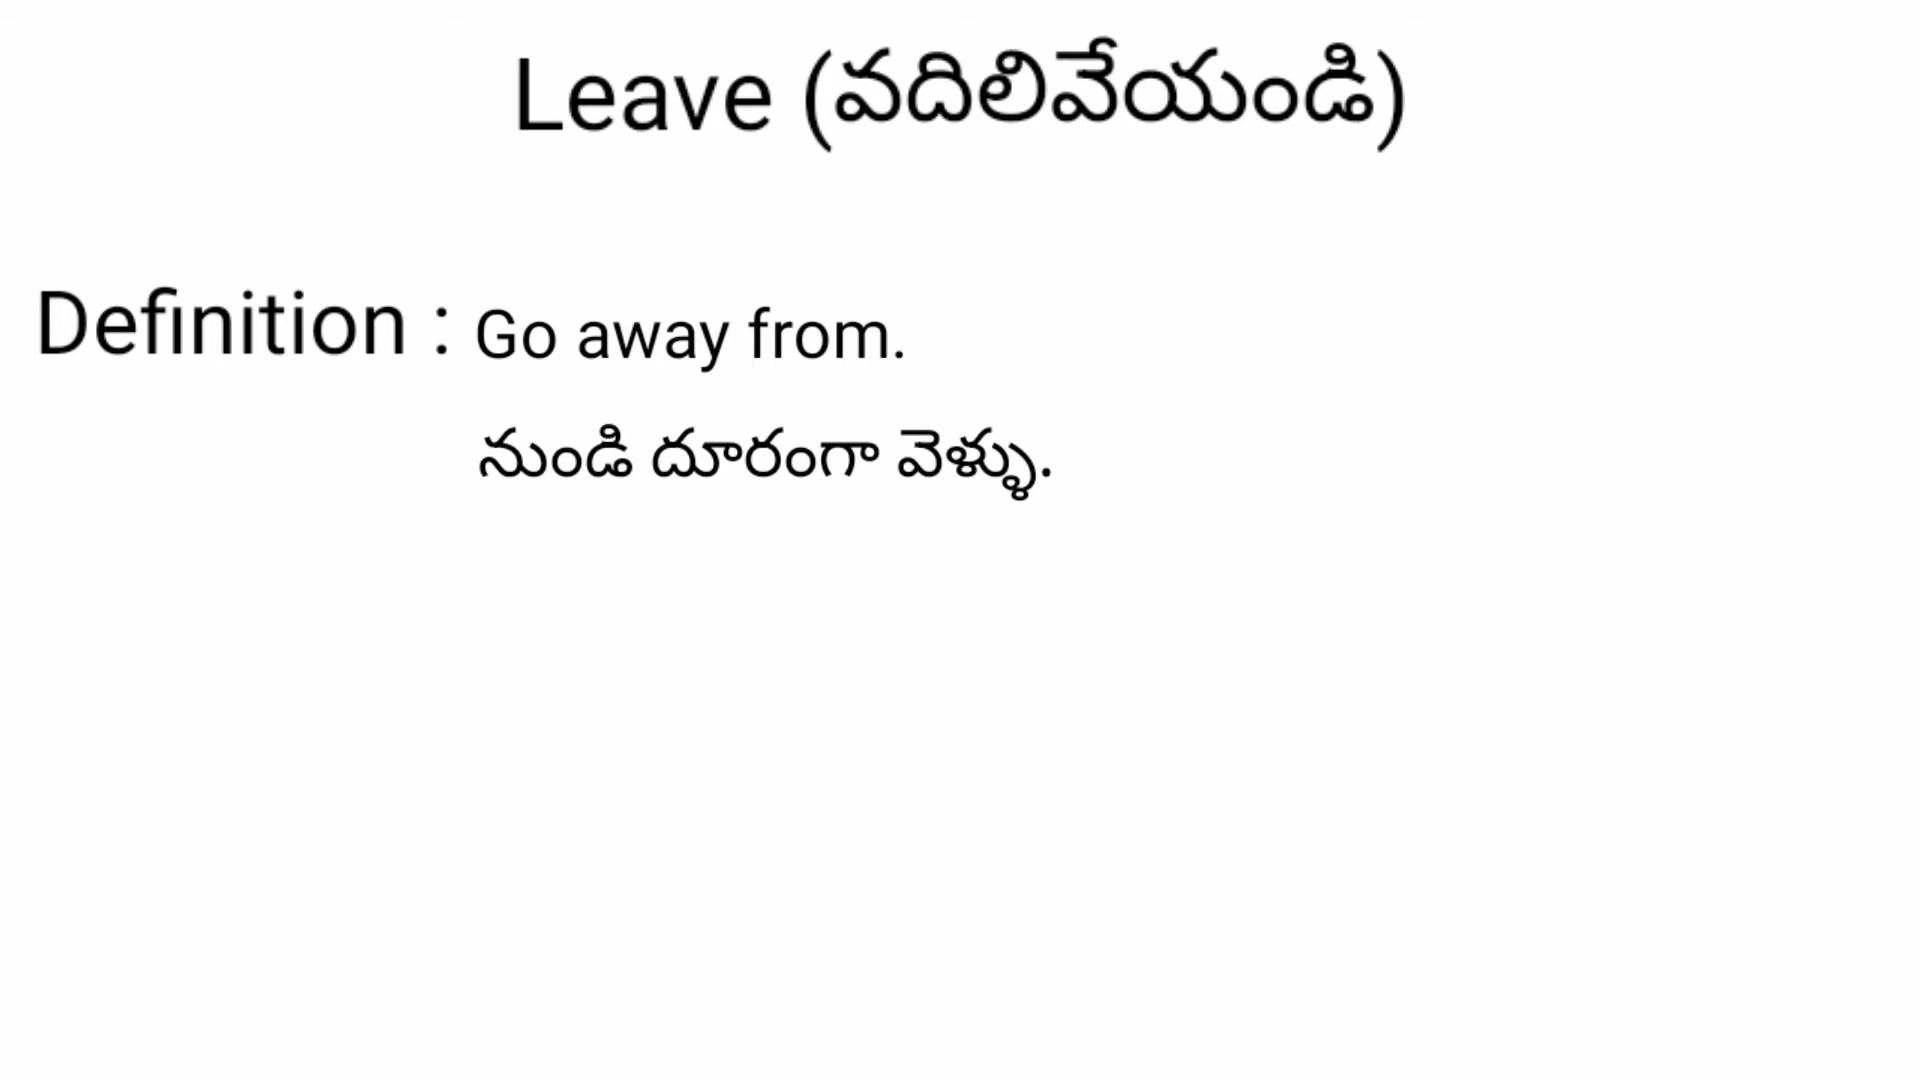 Leave (వదిలివేయండి)
Definition : Go away from.
నుండి దూరంగా వెళ్ళు.